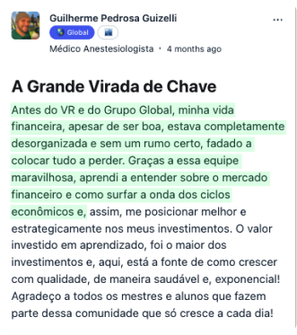 Guilherme Pedrosa Guizelli
Global
Médico Anestesiologista · 4 months ago
A Grande Virada de Chave
Antes do VR e do Grupo Global, minha vida
financeira, apesar de ser boa, estava completamente
desorganizada e sem um rumo certo, fadado a
colocar tudo a perder. Graças a essa equipe
maravilhosa, aprendi a entender sobre o mercado
financeiro e como surfar a onda dos ciclos
econômicos e, assim, me posicionar melhor e
estrategicamente nos meus investimentos. O valor
investido em aprendizado, foi o maior dos
investimentos e, aqui, está a fonte de como crescer
com qualidade, de maneira saudável e, exponencial!
Agradeço a todos os mestres e alunos que fazem
parte dessa comunidade que só cresce a cada dia!